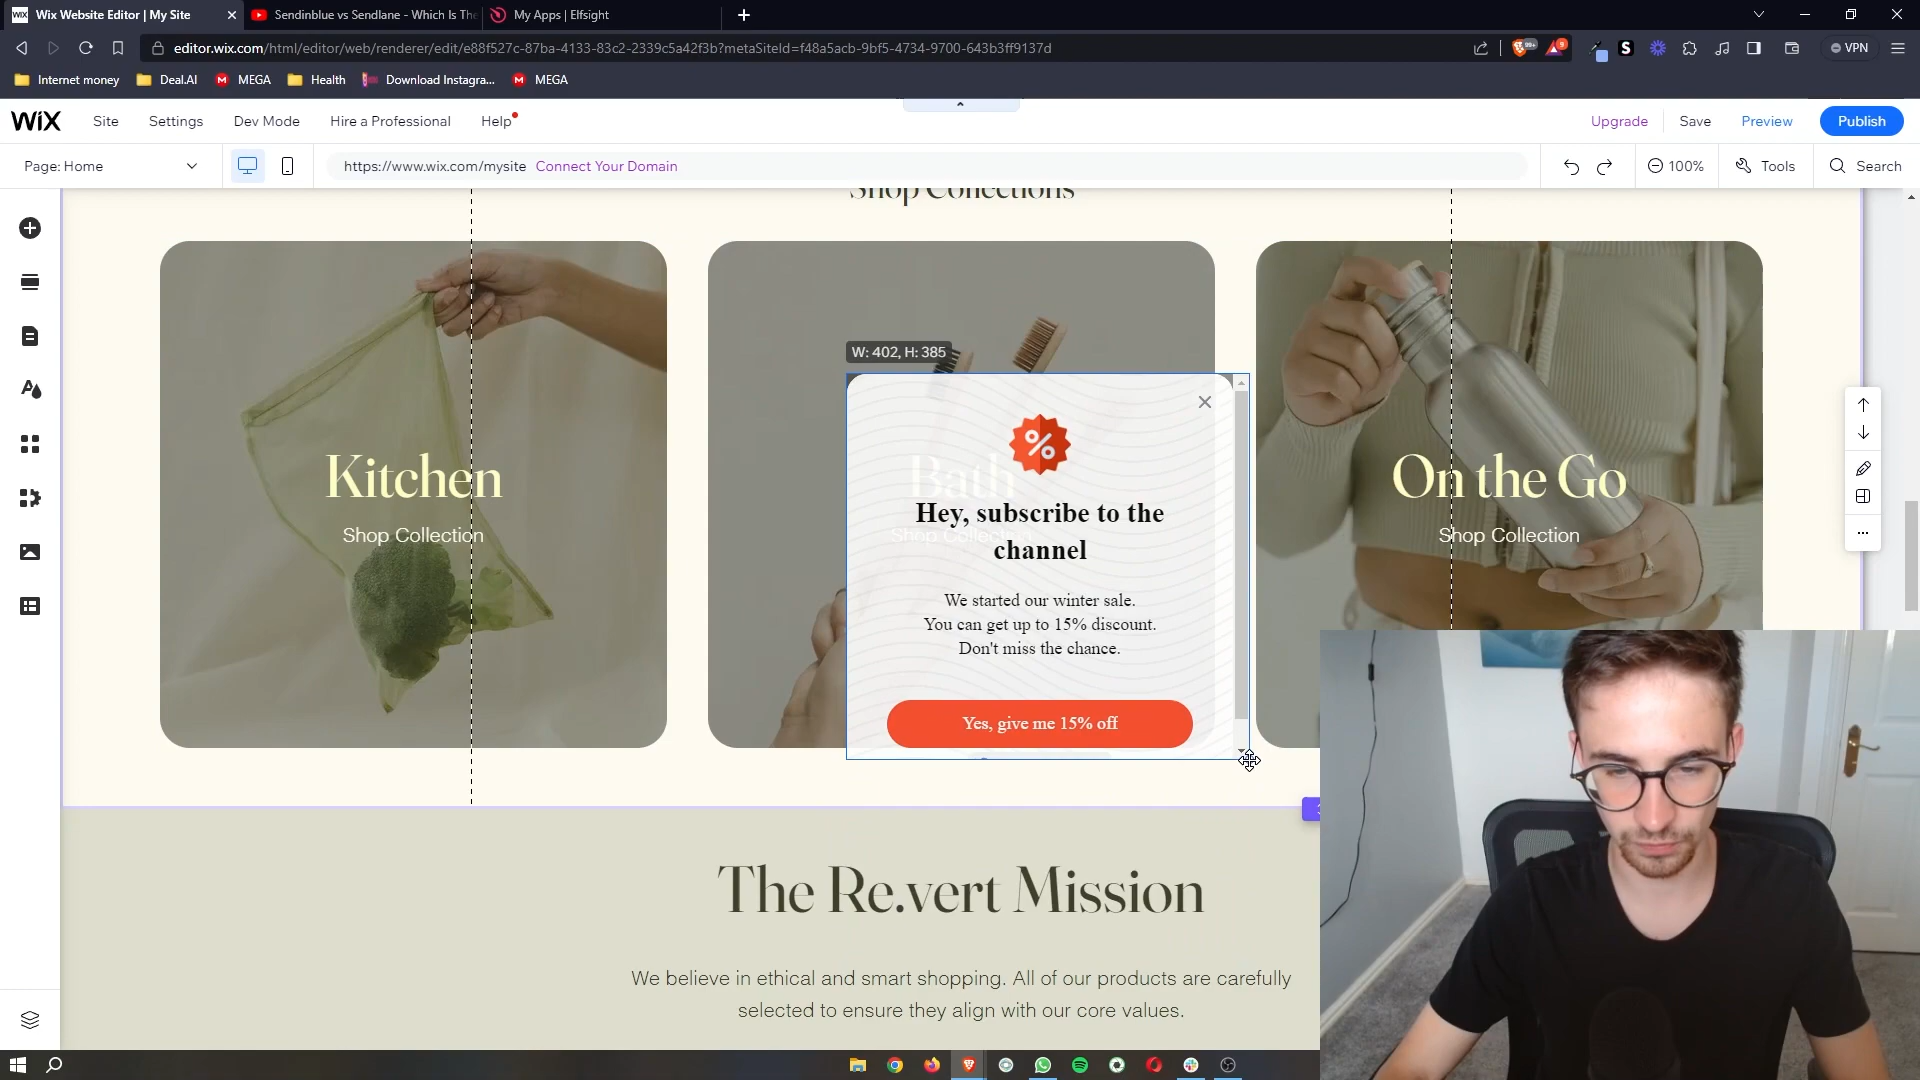 Wix Website Editor | My Site
Sendinblue vs Sendlane - Which Is The
My Apps | Elfsight
editor.wix.com/html/editor/web/renderer/edit/e88f527c-87ba-4133-83c2-2339c5a42f3b?metaSiteId=f48a5acb-9bf5-4734-9700-643b3ff9137d
VPN
Internet money
Deal.AI
MEGA
Health
Download Instagra...
MEGA
WIX
Site
Settings
Dev Mode
Hire a Professional
Help
Upgrade
Save
Preview
Publish
Page: Home
https://www.wix.com/mysite
Connect Your Domain
100%
Tools
Search
Shop Collections
Kitchen
Shop Collection
Bath
Shop Collection
On the Go
Shop Collection
W: 402, H: 385
Hey, subscribe to the
channel
We started our winter sale.
You can get up to 15% discount.
Don't miss the chance.
Yes, give me 15% off
The Re.vert Mission
We believe in ethical and smart shopping. All of our products are carefully
selected to ensure they align with our core values.